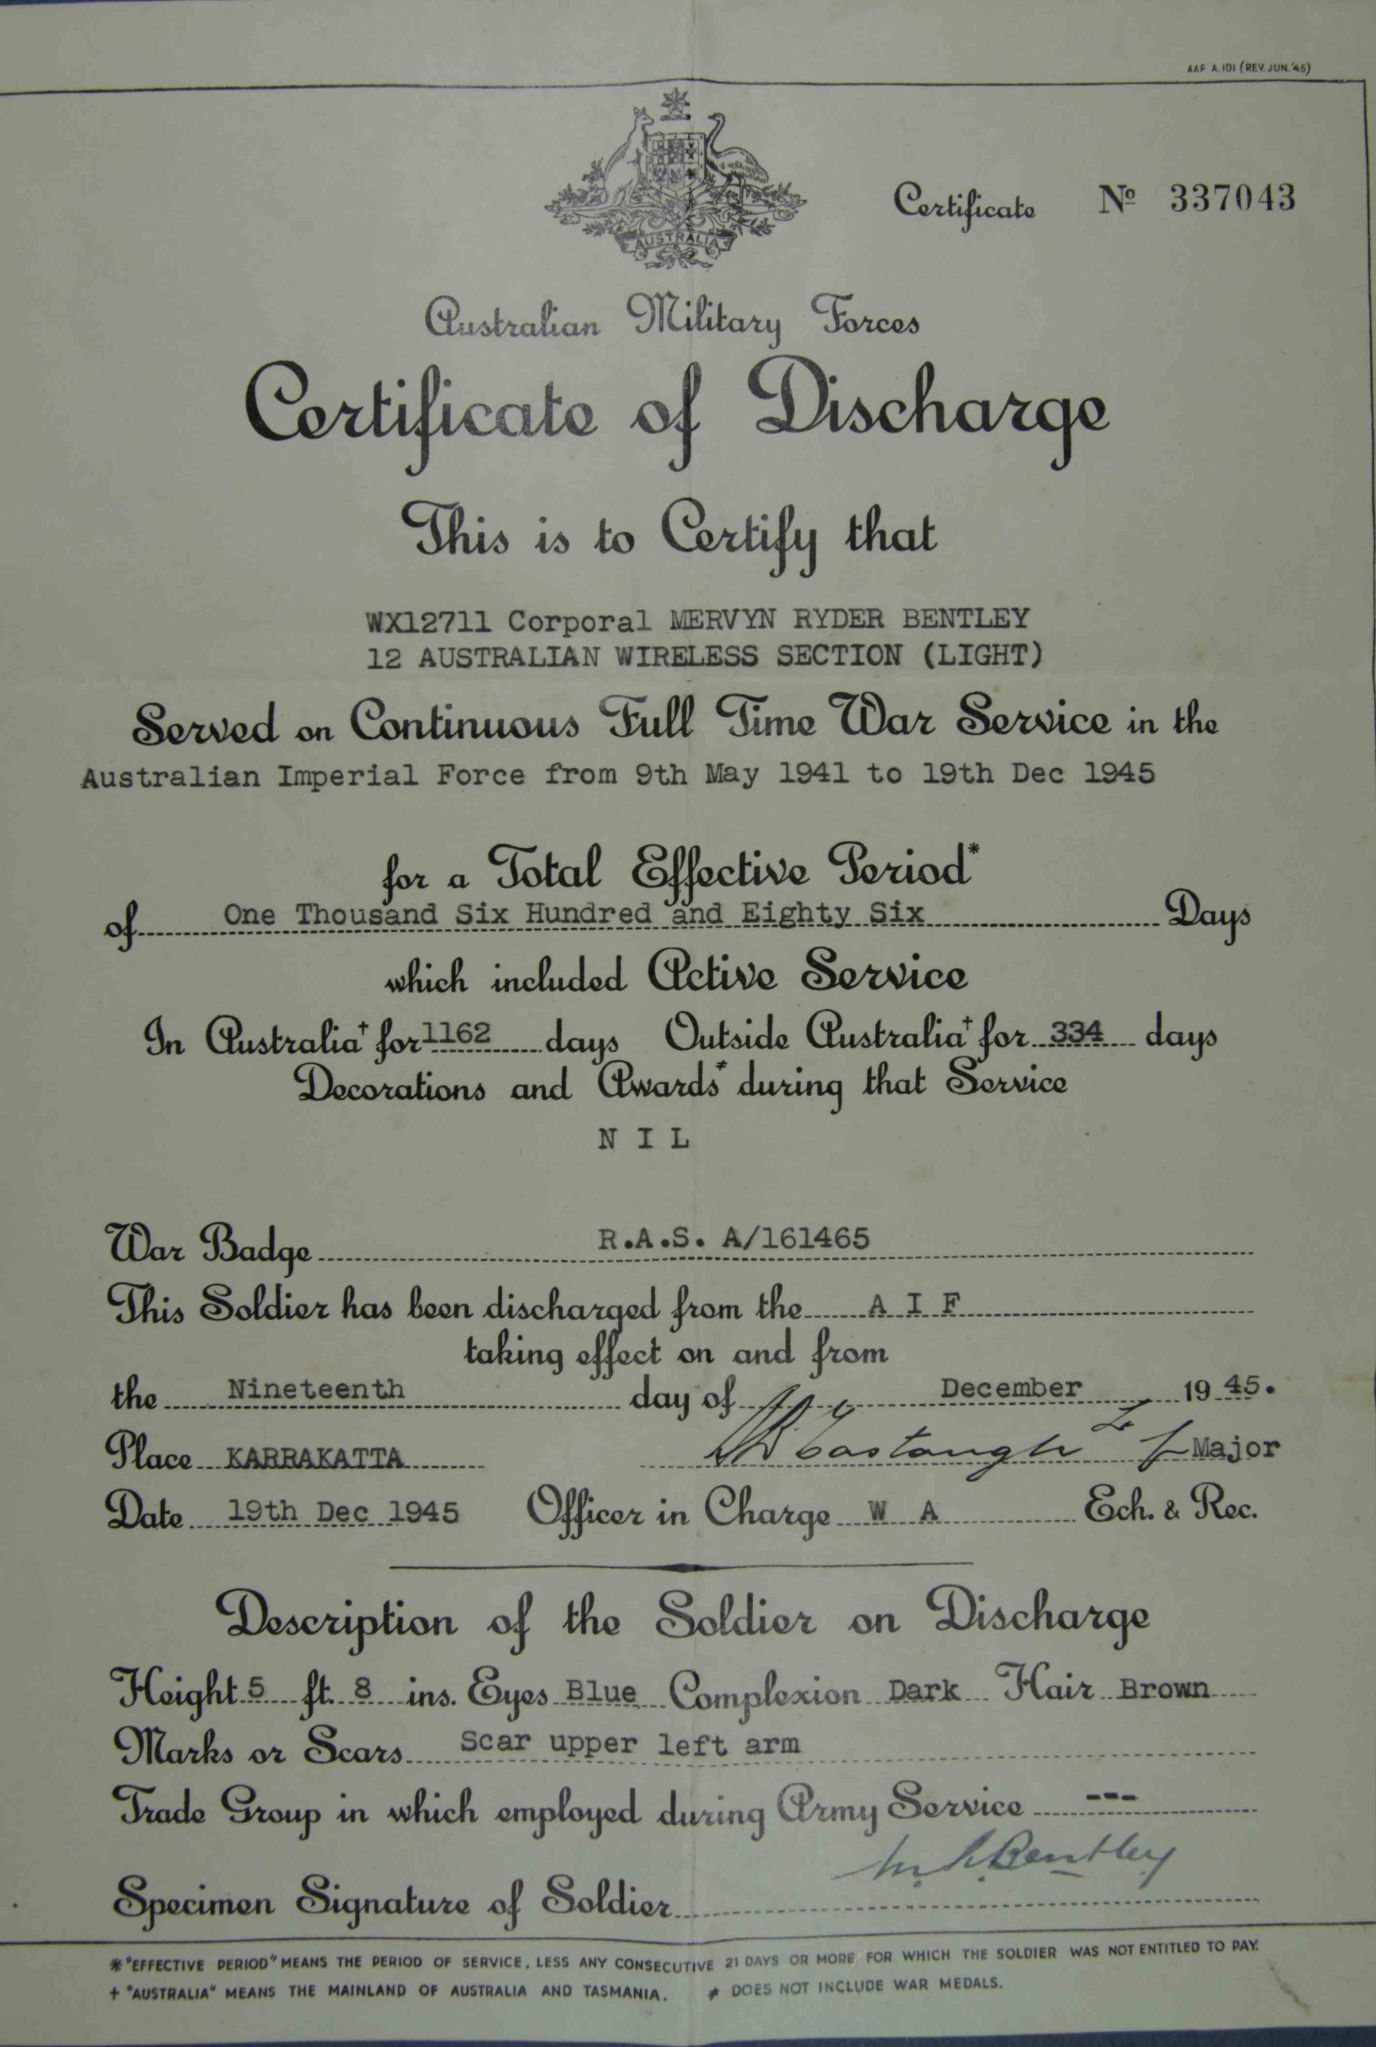 AAF A.101 (REV. JUN. '45)
AUSTRALIA
Certificate Nº 337043
Australian Military Forces
Certificate of Discharge
This is to Certify that
WX12711 Corporal MERVYN RYDER BENTLEY
12 AUSTRALIAN WIRELESS SECTION (LIGHT)
Served on Continuous Full Time War Service in the
Australian Imperial Force from 9th May 1941 to 19th Dec 1945
for a Total Effective Period*
of One Thousand Six Hundred and Eighty Six Days
which included Active Service
In Australia† for 1162 days Outside Australia† for 334 days
Decorations and Awards≠ during that Service
N I L
War Badge R.A.S. A/161465
This Soldier has been discharged from the A I F
taking effect on and from
the Nineteenth day of December 1945.
Place KARRAKATTA Major
Date 19th Dec 1945 Officer in Charge W A Ech. & Rec.
Description of the Soldier on Discharge
Height 5 ft. 8 ins. Eyes Blue Complexion Dark Hair Brown
Marks or Scars Scar upper left arm
Trade Group in which employed during Army Service ---
M. R. Bentley
Specimen Signature of Soldier
* "EFFECTIVE PERIOD" MEANS THE PERIOD OF SERVICE, LESS ANY CONSECUTIVE 21 DAYS OR MORE FOR WHICH THE SOLDIER WAS NOT ENTITLED TO PAY.
† "AUSTRALIA" MEANS THE MAINLAND OF AUSTRALIA AND TASMANIA. ≠ DOES NOT INCLUDE WAR MEDALS.